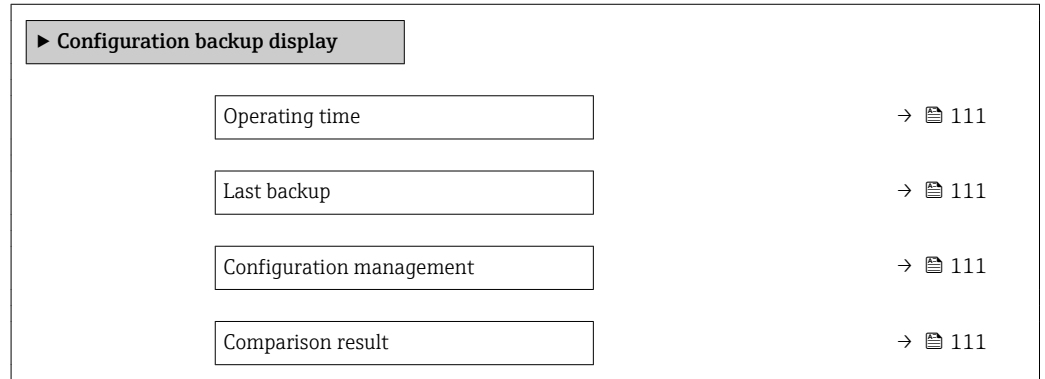 ▶ Configuration backup display
Operating time → 🖹 111
Last backup → 🖹 111
Configuration management → 🖹 111
Comparison result → 🖹 111